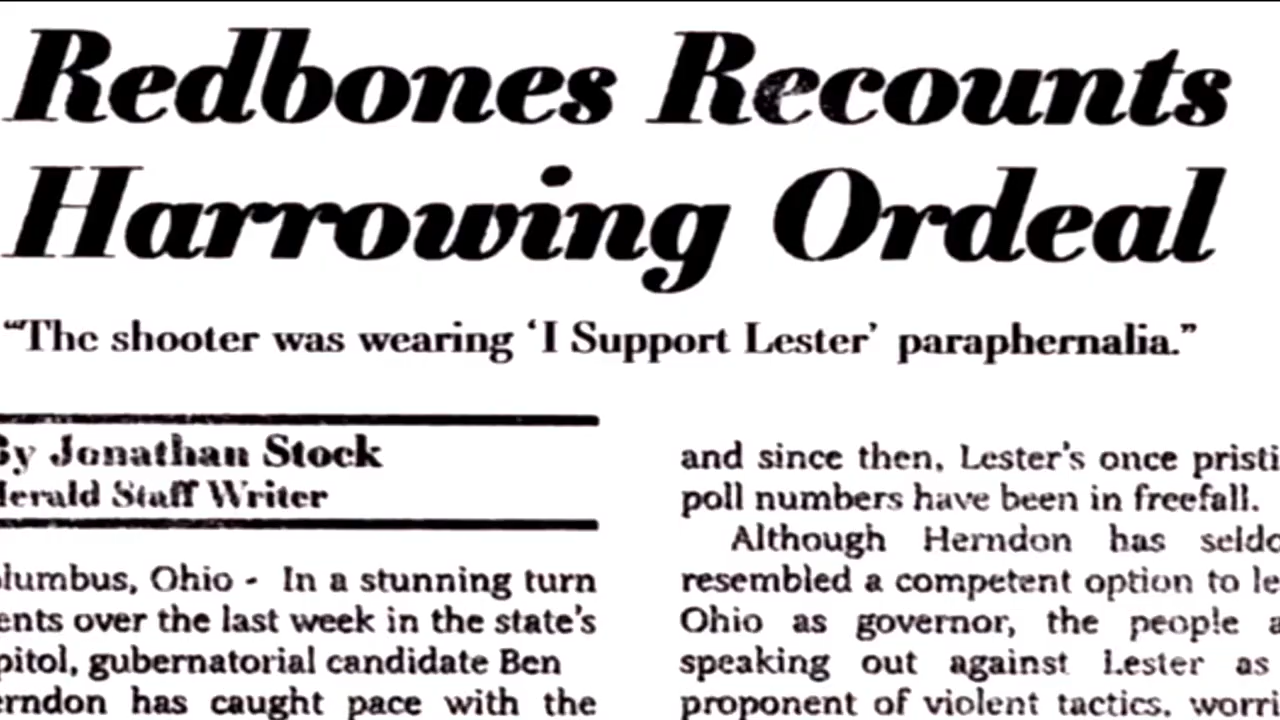 Redbones Recounts
Harrowing Ordeal
“The shooter was wearing ‘I Support Lester’ paraphernalia.”
By Jonathan Stock
Herald Staff Writer
lumbus, Ohio - In a stunning turn
ents over the last week in the state's
pitol, gubernatorial candidate Ben
erndon has caught pace with the
and since then, Lester's once pristi
poll numbers have been in freefall.
Although Herndon has seldo
resembled a competent option to le
Ohio as governor, the people a
speaking out against Lester as
proponent of violent tactics, worri